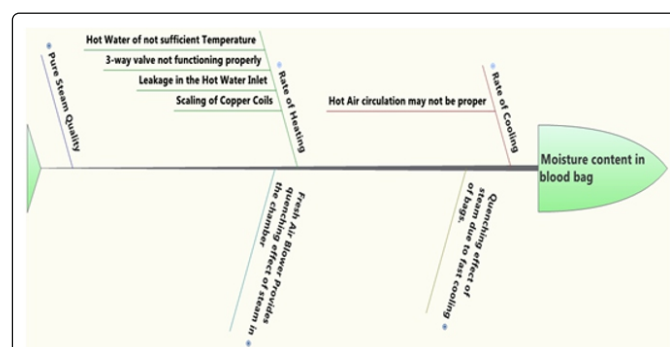 Hot Water of not sufficient Temperature
3-way valve not functioning properly
Leakage in the Hot Water Inlet
Scaling of Copper Coils
Pure Steam Quality
Rate of Heating
Hot Air circulation may not be proper
Rate of Cooling
Moisture content in
blood bag
Fresh Air Blower Provides
quenching effect of steam in
the chamber
Quenching effect of
steam due to fast cooling
of bags.